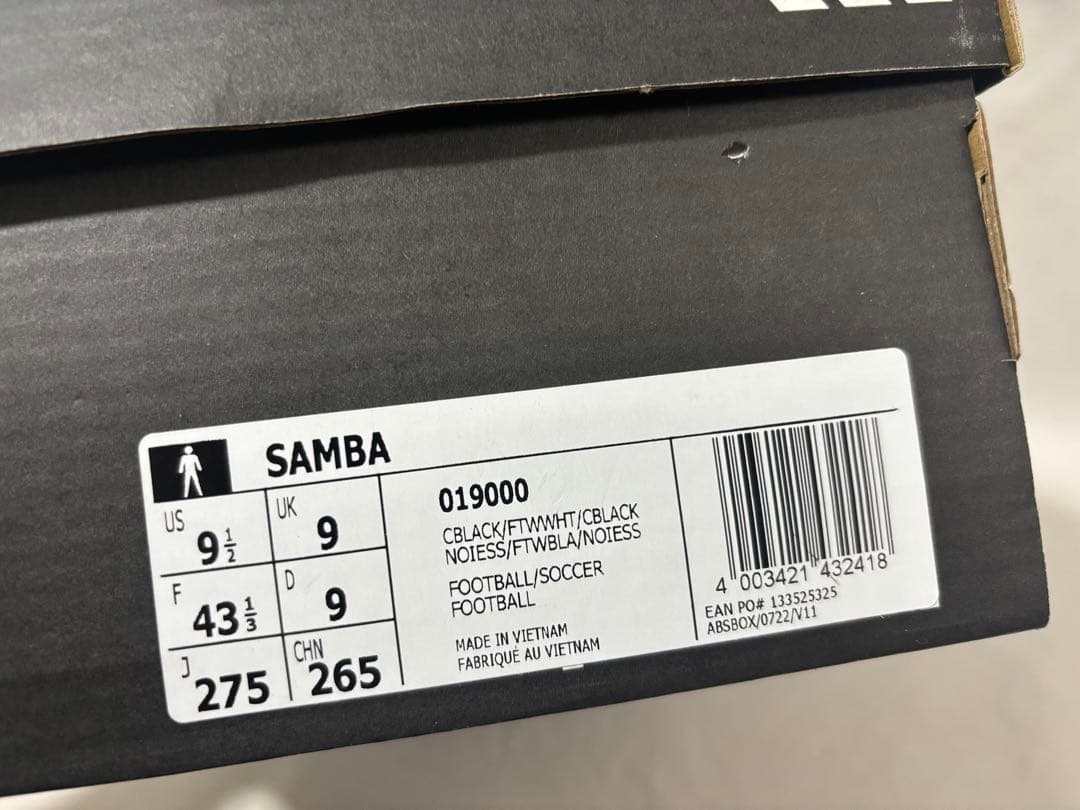 SAMBA
US 9 1/2
UK 9
F 43 1/3
D 9
J 275
CHN 265
019000
CBLACK/FTWWHT/CBLACK
NOIESS/FTWBLA/NOIESS
FOOTBALL/SOCCER
FOOTBALL
MADE IN VIETNAM
FABRIQUÉ AU VIETNAM
4 003421 432418
EAN PO# 133525325
ABSBOX/0722/V11